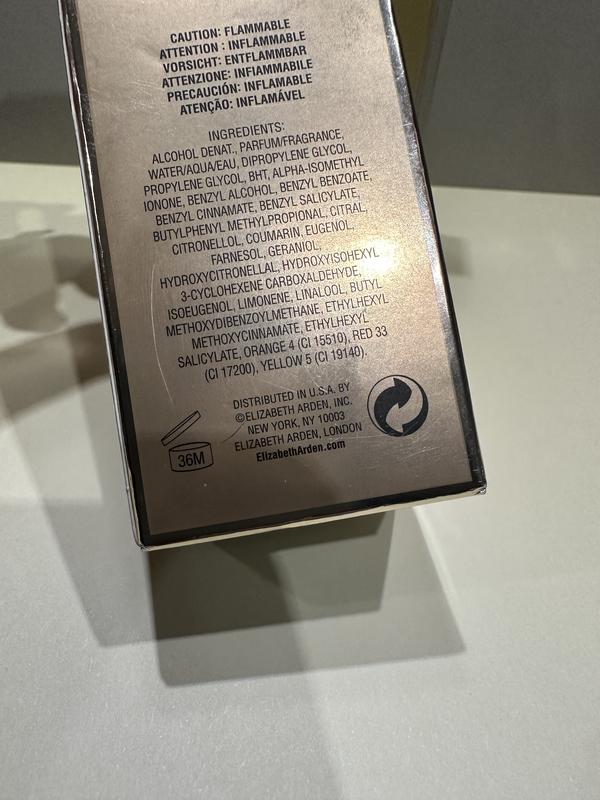 CAUTION: FLAMMABLE
ATTENTION : INFLAMMABLE
VORSICHT: ENTFLAMMBAR
ATTENZIONE: INFIAMMABILE
PRECAUCIÓN: INFLAMABLE
ATENÇÃO: INFLAMÁVEL
INGREDIENTS:
ALCOHOL DENAT., PARFUM/FRAGRANCE,
WATER/AQUA/EAU, DIPROPYLENE GLYCOL,
PROPYLENE GLYCOL, BHT, ALPHA-ISOMETHYL
IONONE, BENZYL ALCOHOL, BENZYL BENZOATE,
BENZYL CINNAMATE, BENZYL SALICYLATE,
BUTYLPHENYL METHYLPROPIONAL, CITRAL,
CITRONELLOL, COUMARIN, EUGENOL,
FARNESOL, GERANIOL,
HYDROXYCITRONELLAL, HYDROXYISOHEXYL
3-CYCLOHEXENE CARBOXALDEHYDE,
ISOEUGENOL, LIMONENE, LINALOOL, BUTYL
METHOXYDIBENZOYLMETHANE, ETHYLHEXYL
METHOXYCINNAMATE, ETHYLHEXYL
SALICYLATE, ORANGE 4 (CI 15510), RED 33
(CI 17200), YELLOW 5 (CI 19140).
DISTRIBUTED IN U.S.A. BY
©ELIZABETH ARDEN, INC.
NEW YORK, NY 10003
ELIZABETH ARDEN, LONDON
ElizabethArden.com
36M